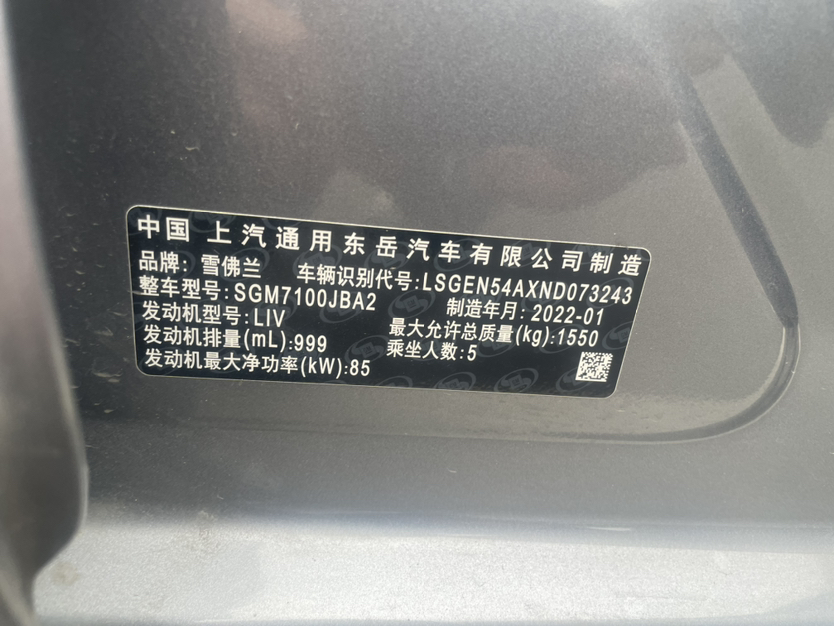 中国 上汽通用东岳汽车有限公司制造
品牌：雪佛兰 车辆识别代号:LSGEN54AXND073243
整车型号:SGM7100JBA2 制造年月:2022-01
发动机型号:LIV 最大允许总质量(kg):1550
发动机排量(mL):999 乘坐人数:5
发动机最大净功率(kW):85